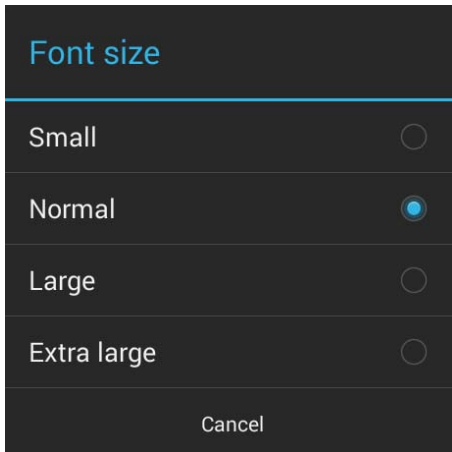 Font size
Small
Normal
Large
Extra large
Cancel